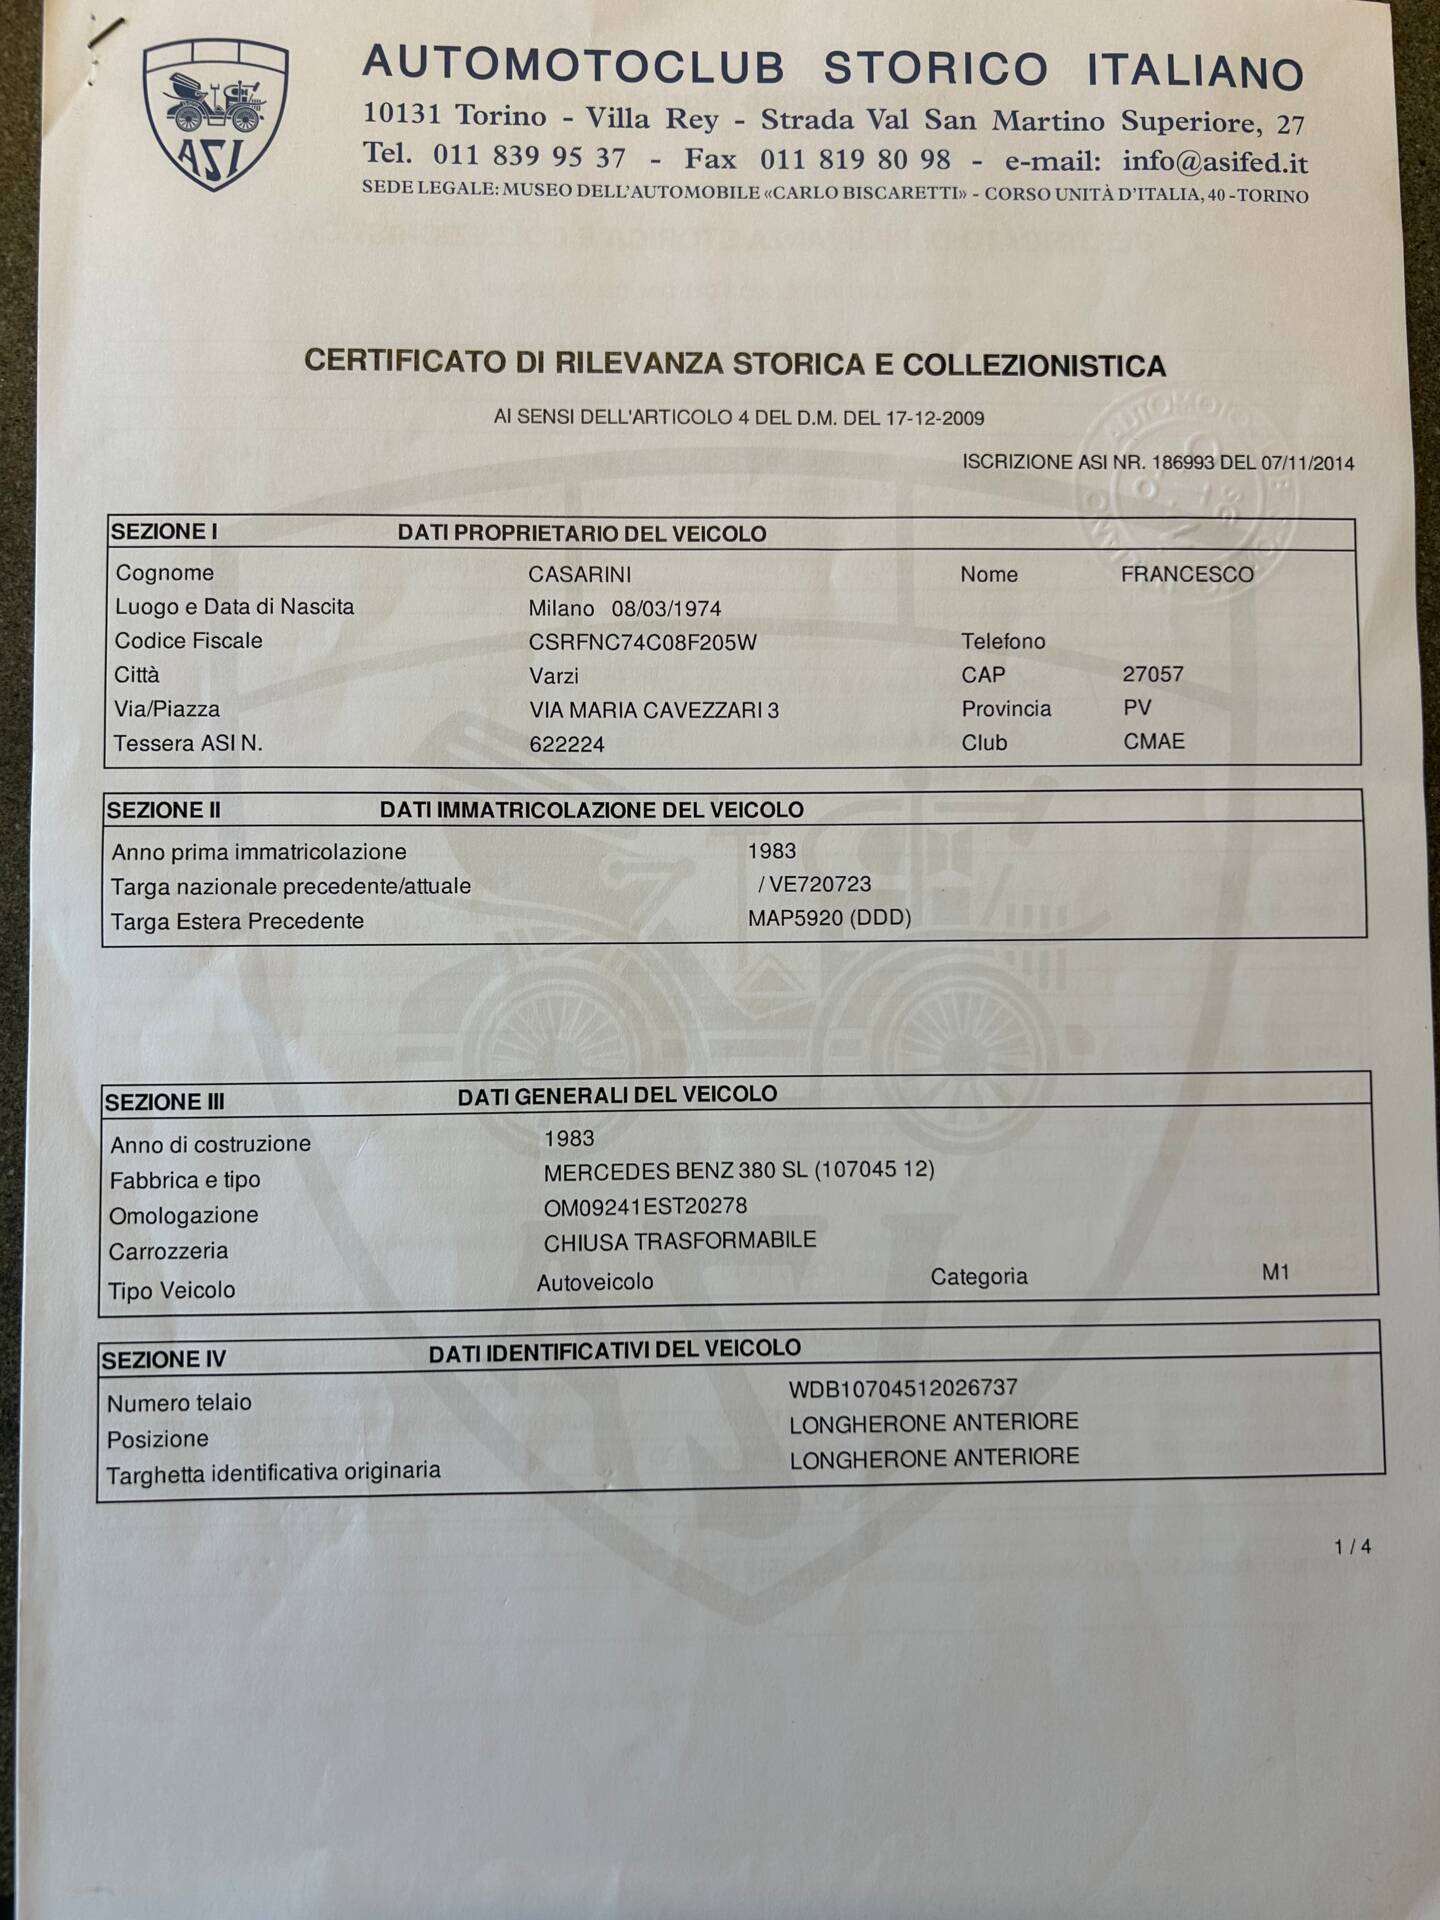 AUTOMOTOCLUB STORICO ITALIANO
10131 Torino - Villa Rey - Strada Val San Martino Superiore, 27
Tel. 011 839 95 37 - Fax 011 819 80 98 - e-mail: info@asifed.it
SEDE LEGALE: MUSEO DELL'AUTOMOBILE «CARLO BISCARETTI» - CORSO UNITÀ D'ITALIA, 40 - TORINO
ASI
CERTIFICATO DI RILEVANZA STORICA E COLLEZIONISTICA
AI SENSI DELL'ARTICOLO 4 DEL D.M. DEL 17-12-2009
ISCRIZIONE ASI NR. 186993 DEL 07/11/2014
SEZIONE I DATI PROPRIETARIO DEL VEICOLO
Cognome CASARINI Nome FRANCESCO
Luogo e Data di Nascita Milano 08/03/1974
Codice Fiscale CSRFNC74C08F205W Telefono
Città Varzi CAP 27057
Via/Piazza VIA MARIA CAVEZZARI 3 Provincia PV
Tessera ASI N. 622224 Club CMAE
SEZIONE II DATI IMMATRICOLAZIONE DEL VEICOLO
Anno prima immatricolazione 1983
Targa nazionale precedente/attuale / VE720723
Targa Estera Precedente MAP5920 (DDD)
SEZIONE III DATI GENERALI DEL VEICOLO
Anno di costruzione 1983
Fabbrica e tipo MERCEDES BENZ 380 SL (107045 12)
Omologazione OM09241EST20278
Carrozzeria CHIUSA TRASFORMABILE
Tipo Veicolo Autoveicolo Categoria M1
SEZIONE IV DATI IDENTIFICATIVI DEL VEICOLO
Numero telaio WDB10704512026737
Posizione LONGHERONE ANTERIORE
Targhetta identificativa originaria LONGHERONE ANTERIORE
1 / 4